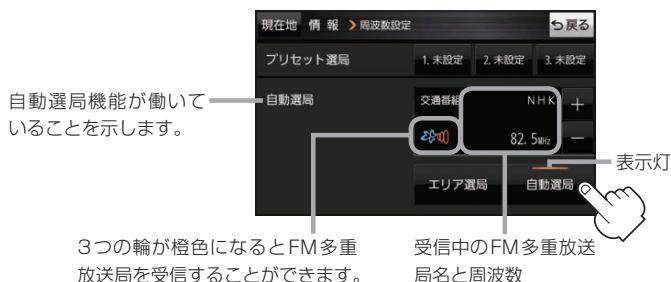 現在地 情 報 > 周波数設定 戻る
プリセット選局 1. 未設定 2. 未設定 3. 未設定
自動選局 交通番組 NHK +
82. 5MHz −
エリア選局 自動選局
自動選局機能が働いて
いることを示します。
表示灯
3つの輪が橙色になるとFM多重
放送局を受信することができます。
受信中のFM多重放送
局名と周波数